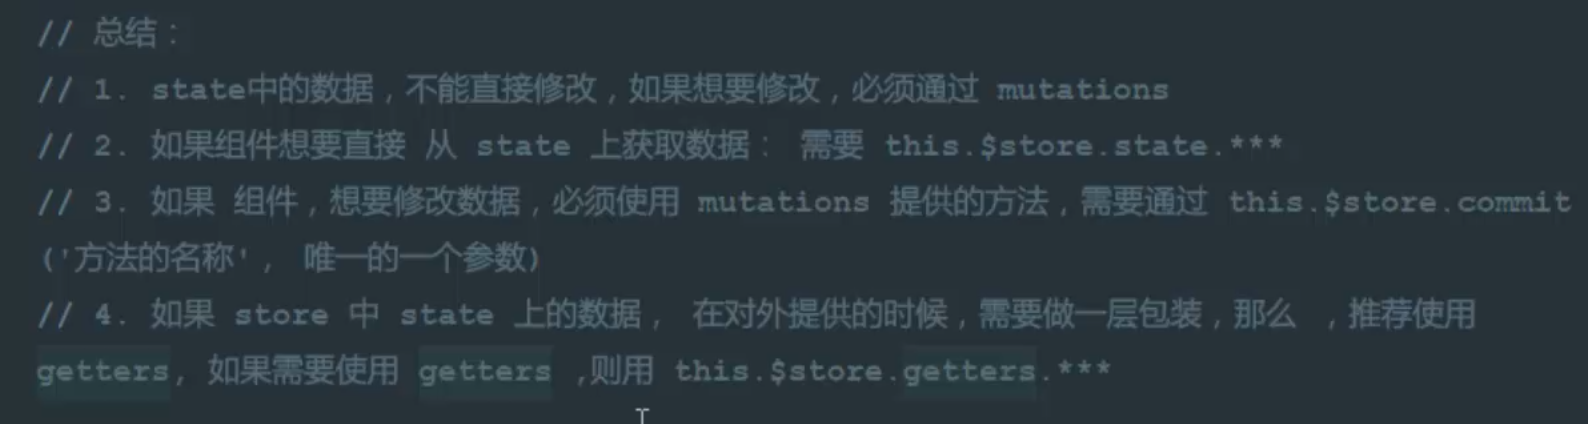 // 总结：
// 1. state中的数据，不能直接修改，如果想要修改，必须通过 mutations
// 2. 如果组件想要直接 从 state 上获取数据： 需要 this.$store.state.***
// 3. 如果 组件，想要修改数据，必须使用 mutations 提供的方法，需要通过 this.$store.commit
('方法的名称'， 唯一的一个参数)
// 4. 如果 store 中 state 上的数据， 在对外提供的时候，需要做一层包装，那么 ，推荐使用
getters, 如果需要使用 getters ,则用 this.$store.getters.***